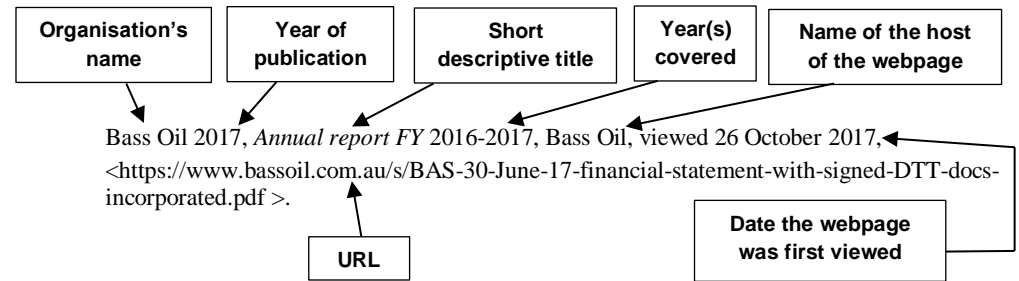 Organisation's
name
Year of
publication
Short
descriptive title
Year(s)
covered
Name of the host
of the webpage
Bass Oil 2017, Annual report FY 2016-2017, Bass Oil, viewed 26 October 2017,
<https://www.bassoil.com.au/s/BAS-30-June-17-financial-statement-with-signed-DTT-docs-
incorporated.pdf >.
URL
Date the webpage
was first viewed